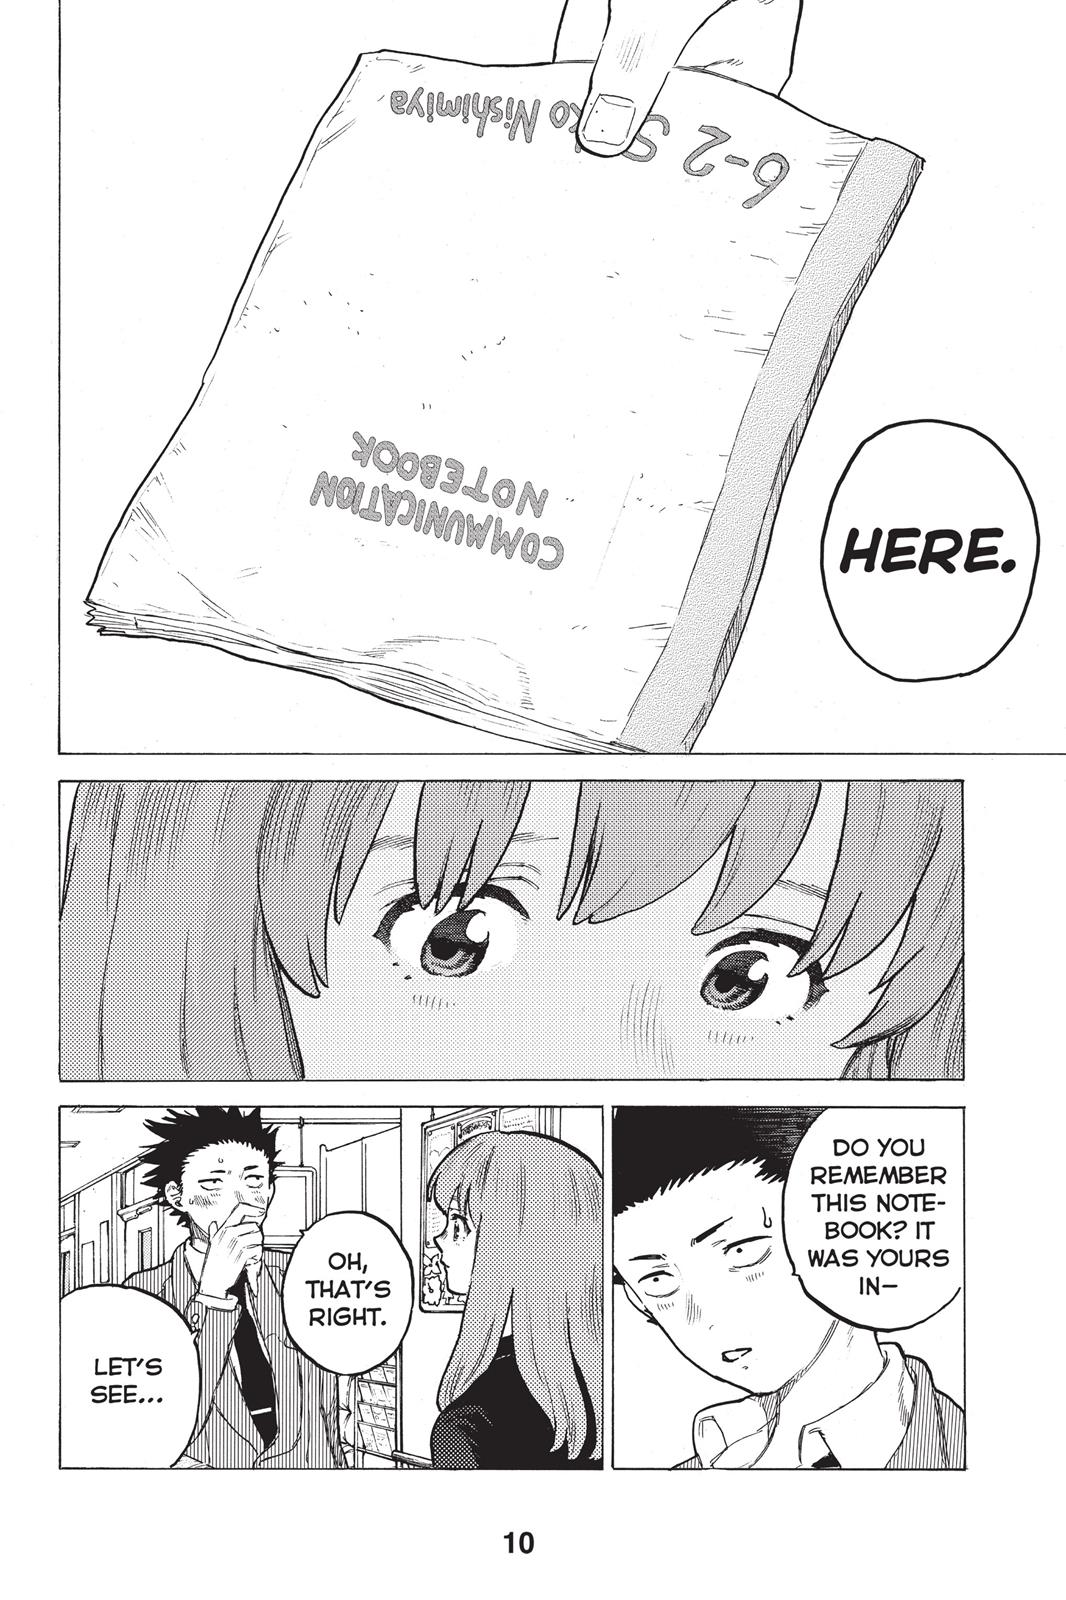 6-2 S ko Nishimiya
COMMUNICATION
NOTEBOOK
HERE.
DO YOU
REMEMBER
THIS NOTE-
BOOK? IT
WAS YOURS
IN–
OH,
THAT'S
RIGHT.
LET'S
SEE...
10